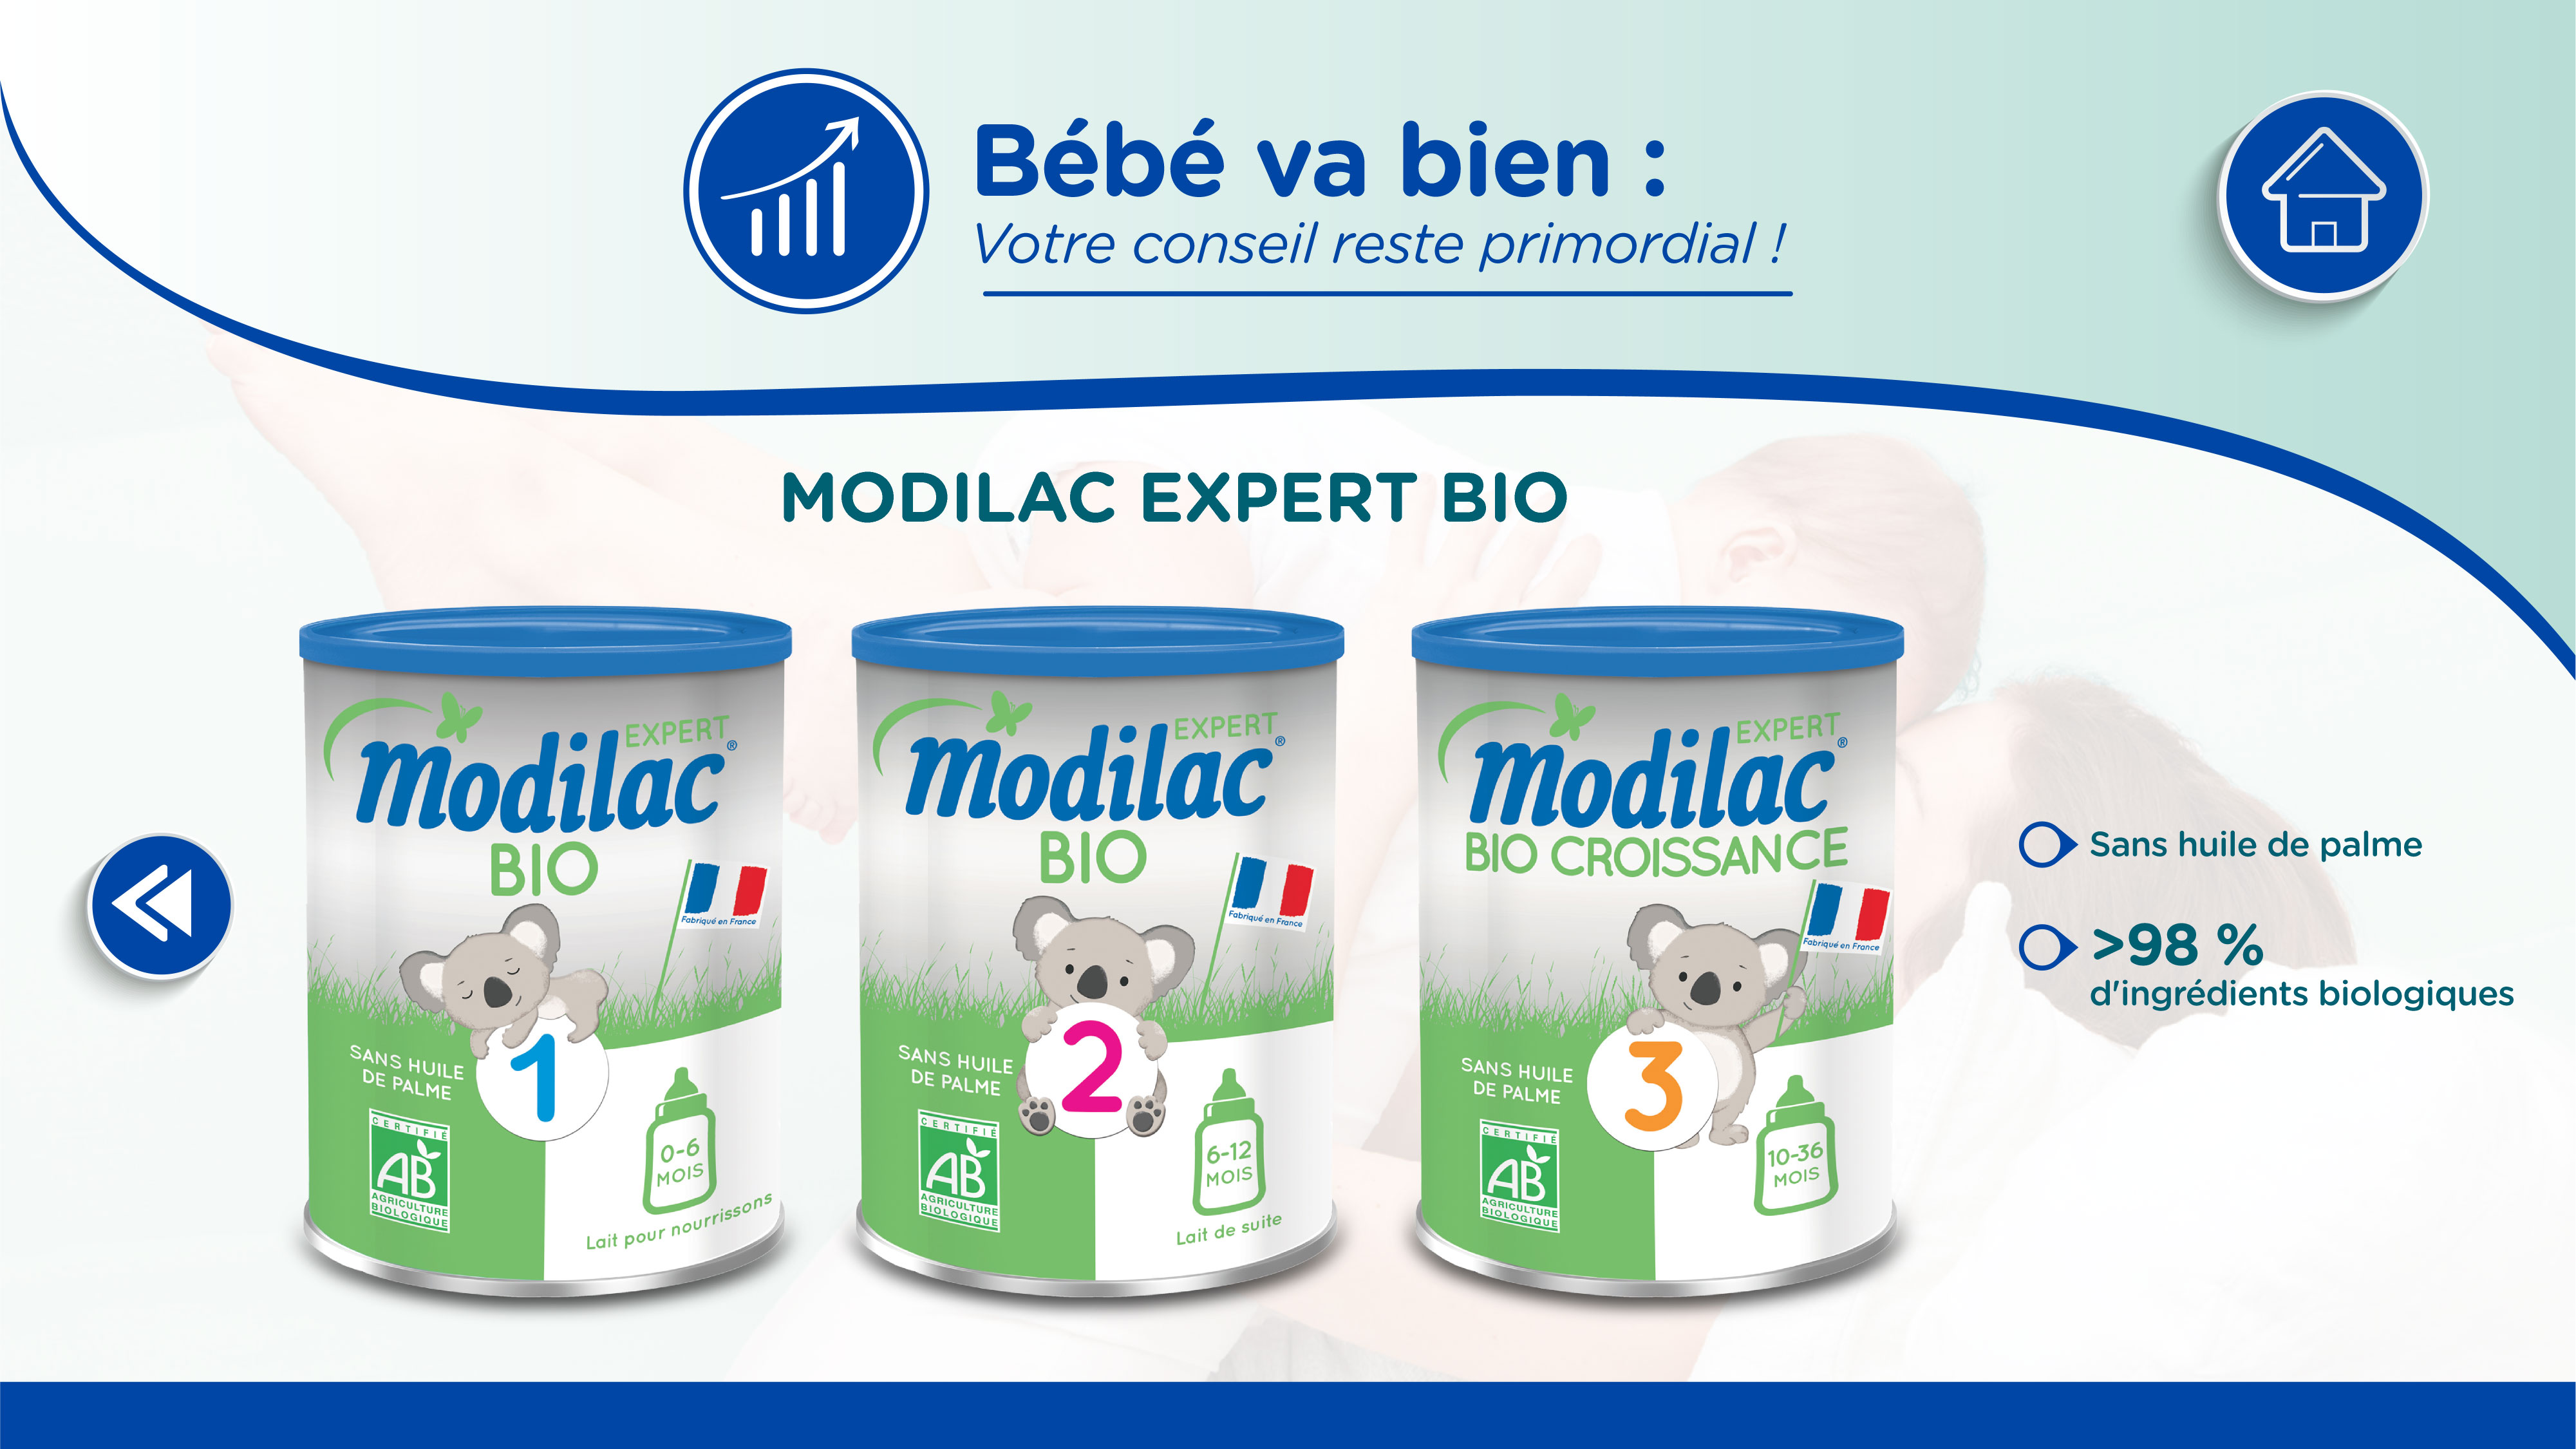 Bébé va bien :
Votre conseil reste primordial !
MODILAC EXPERT BIO
EXPERT
Modilac®
BIO
Fabriqué en France
1
SANS HUILE
DE PALME
CERTIFIÉ
AB
AGRICULTURE
BIOLOGIQUE
0-6
MOIS
Lait pour nourrissons
EXPERT
Modilac®
BIO
Fabriqué en France
2
SANS HUILE
DE PALME
CERTIFIÉ
AB
AGRICULTURE
BIOLOGIQUE
6-12
MOIS
Lait de suite
EXPERT
Modilac®
BIO CROISSANCE
Fabriqué en France
3
SANS HUILE
DE PALME
CERTIFIÉ
AB
AGRICULTURE
BIOLOGIQUE
10-36
MOIS
Sans huile de palme
>98 %
d'ingrédients biologiques